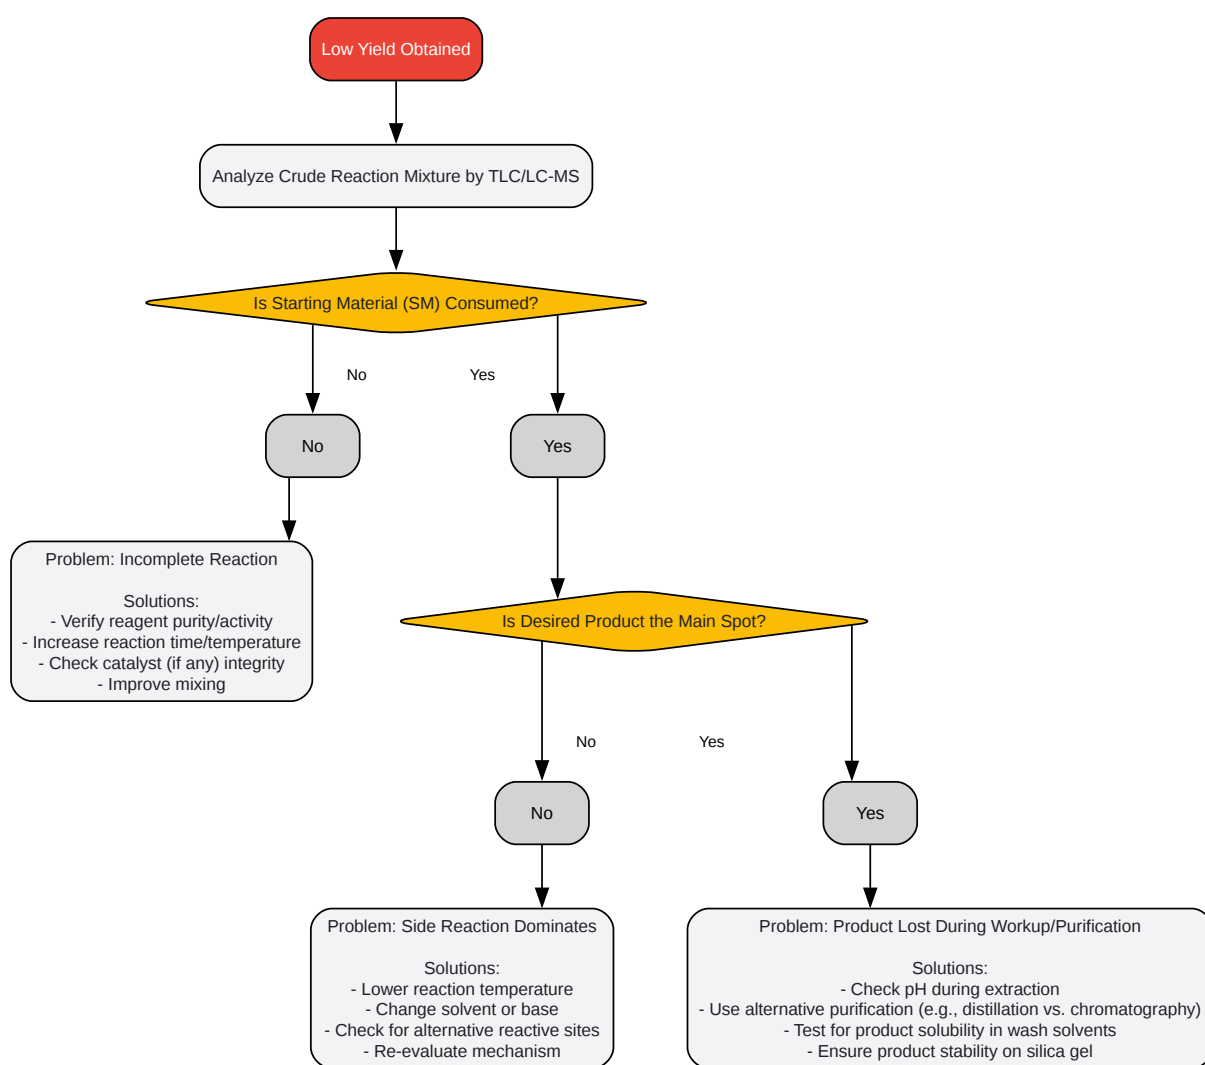 Low Yield Obtained
Analyze Crude Reaction Mixture by TLC/LC-MS
Is Starting Material (SM) Consumed?
No
Yes
No
Yes
Problem: Incomplete Reaction
Solutions:
- Verify reagent purity/activity
- Increase reaction time/temperature
- Check catalyst (if any) integrity
- Improve mixing
Is Desired Product the Main Spot?
No
Yes
No
Yes
Problem: Side Reaction Dominates
Solutions:
- Lower reaction temperature
- Change solvent or base
- Check for alternative reactive sites
- Re-evaluate mechanism
Problem: Product Lost During Workup/Purification
Solutions:
- Check pH during extraction
- Use alternative purification (e.g., distillation vs. chromatography)
- Test for product solubility in wash solvents
- Ensure product stability on silica gel